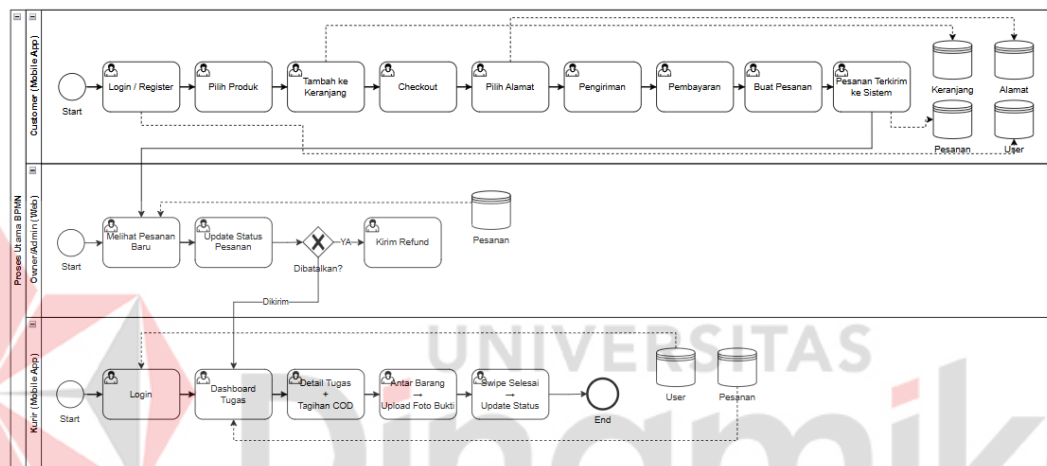 Proses Utama BPMN
Customer (Mobile App)
Start
Login / Register
Pilih Produk
Tambah ke
Keranjang
Checkout
Pilih Alamat
Pengiriman
Pembayaran
Buat Pesanan
Pesanan Terkirim
ke Sistem
Keranjang
Alamat
Pesanan
User
Owner/Admin (Web)
Start
Melihat Pesanan
Baru
Update Status
Pesanan
Dibatalkan?
YA
Kirim Refund
Pesanan
Dikirim
Kurir (Mobile App)
Start
Login
Dashboard
Tugas
Detail Tugas
+
Tagihan COD
Antar Barang
→
Upload Foto Bukti
Swipe Selesai
→
Update Status
End
User
Pesanan
UNIVERSITAS
Dinamika